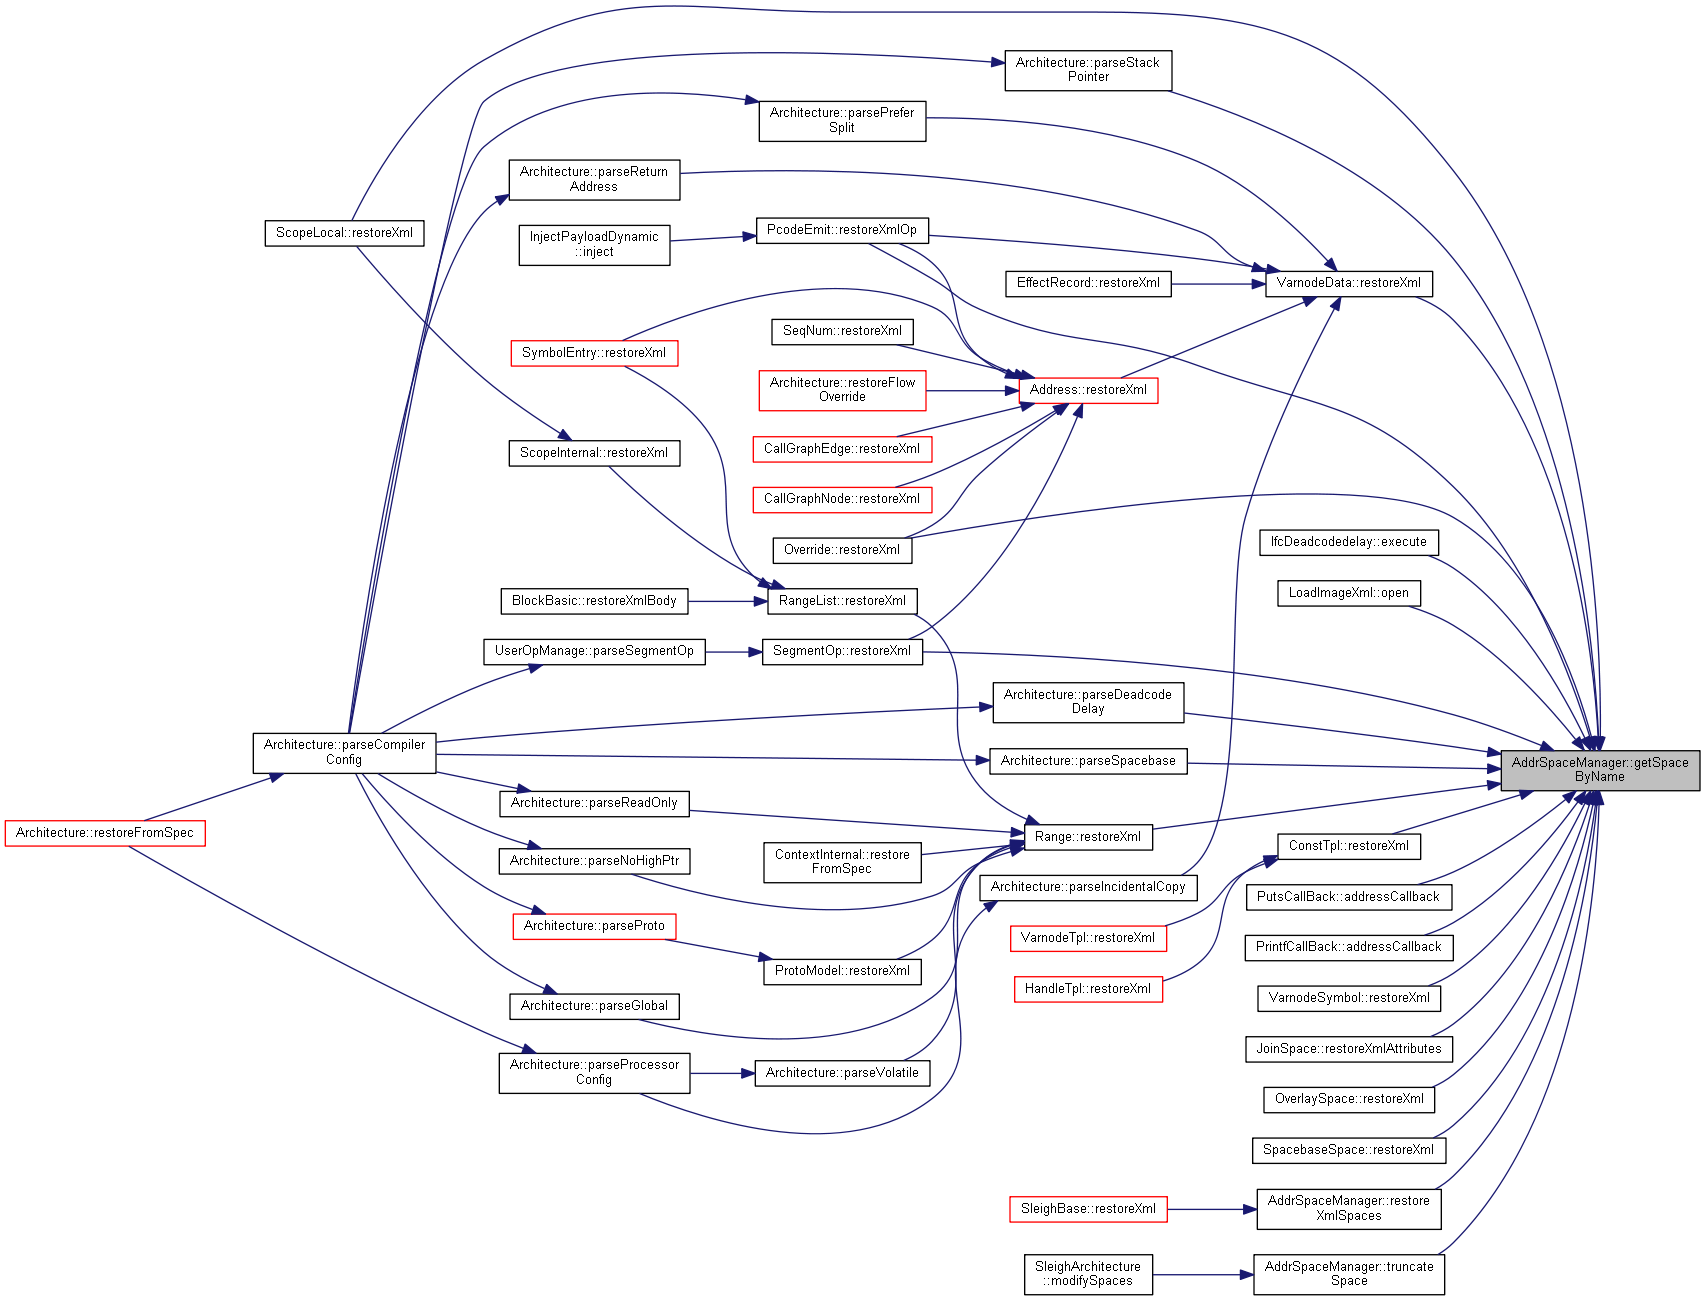 Architecture::parseStack
Pointer
Architecture::parsePrefer
Split
Architecture::parseReturn
Address
ScopeLocal::restoreXml
InjectPayloadDynamic
::inject
PcodeEmit::restoreXmlOp
EffectRecord::restoreXml
VarnodeData::restoreXml
SeqNum::restoreXml
SymbolEntry::restoreXml
Architecture::restoreFlow
Override
Address::restoreXml
CallGraphEdge::restoreXml
ScopeInternal::restoreXml
CallGraphNode::restoreXml
Override::restoreXml
IfcDeadcodedelay::execute
LoadImageXml::open
BlockBasic::restoreXmlBody
RangeList::restoreXml
UserOpManage::parseSegmentOp
SegmentOp::restoreXml
Architecture::parseDeadcode
Delay
Architecture::parseCompiler
Config
Architecture::parseSpacebase
AddrSpaceManager::getSpace
ByName
Architecture::parseReadOnly
Architecture::restoreFromSpec
Range::restoreXml
ConstTpl::restoreXml
Architecture::parseNoHighPtr
ContextInternal::restore
FromSpec
Architecture::parseIncidentalCopy
PutsCallBack::addressCallback
Architecture::parseProto
VarnodeTpl::restoreXml
PrintfCallBack::addressCallback
ProtoModel::restoreXml
HandleTpl::restoreXml
VarnodeSymbol::restoreXml
Architecture::parseGlobal
JoinSpace::restoreXmlAttributes
Architecture::parseProcessor
Config
Architecture::parseVolatile
OverlaySpace::restoreXml
SpacebaseSpace::restoreXml
SleighBase::restoreXml
AddrSpaceManager::restore
XmlSpaces
SleighArchitecture
::modifySpaces
AddrSpaceManager::truncate
Space